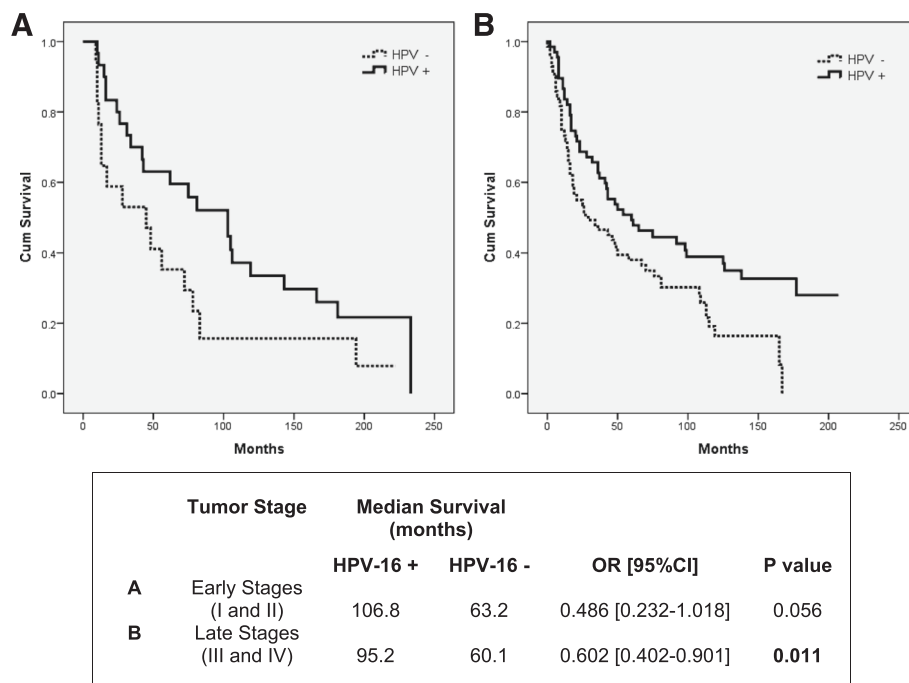 A
B
1.0
0.8
0.6
0.4
0.2
0.0
Cum Survival
HPV -
HPV +
0
50
100
150
200
250
Months
1.0
0.8
0.6
0.4
0.2
0.0
Cum Survival
HPV -
HPV +
0
50
100
150
200
250
Months
Tumor Stage Median Survival
(months)
HPV-16 + HPV-16 - OR [95%CI] P value
A Early Stages
(I and II) 106.8 63.2 0.486 [0.232-1.018] 0.056
B Late Stages
(III and IV) 95.2 60.1 0.602 [0.402-0.901] 0.011